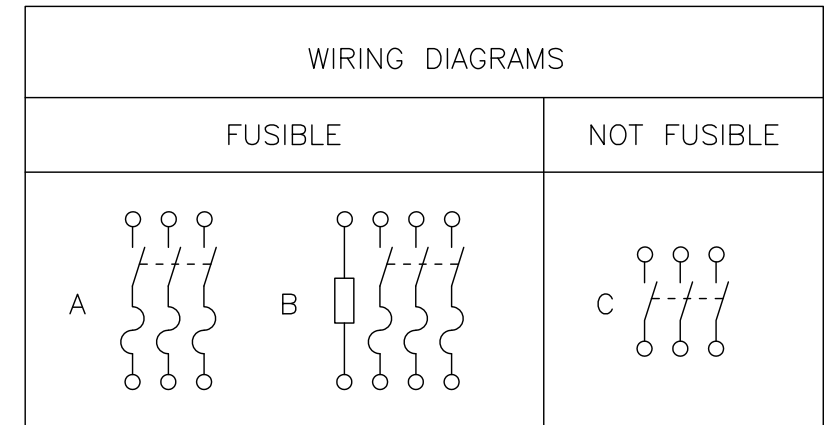 WIRING DIAGRAMS
FUSIBLE
NOT FUSIBLE
A
B
C